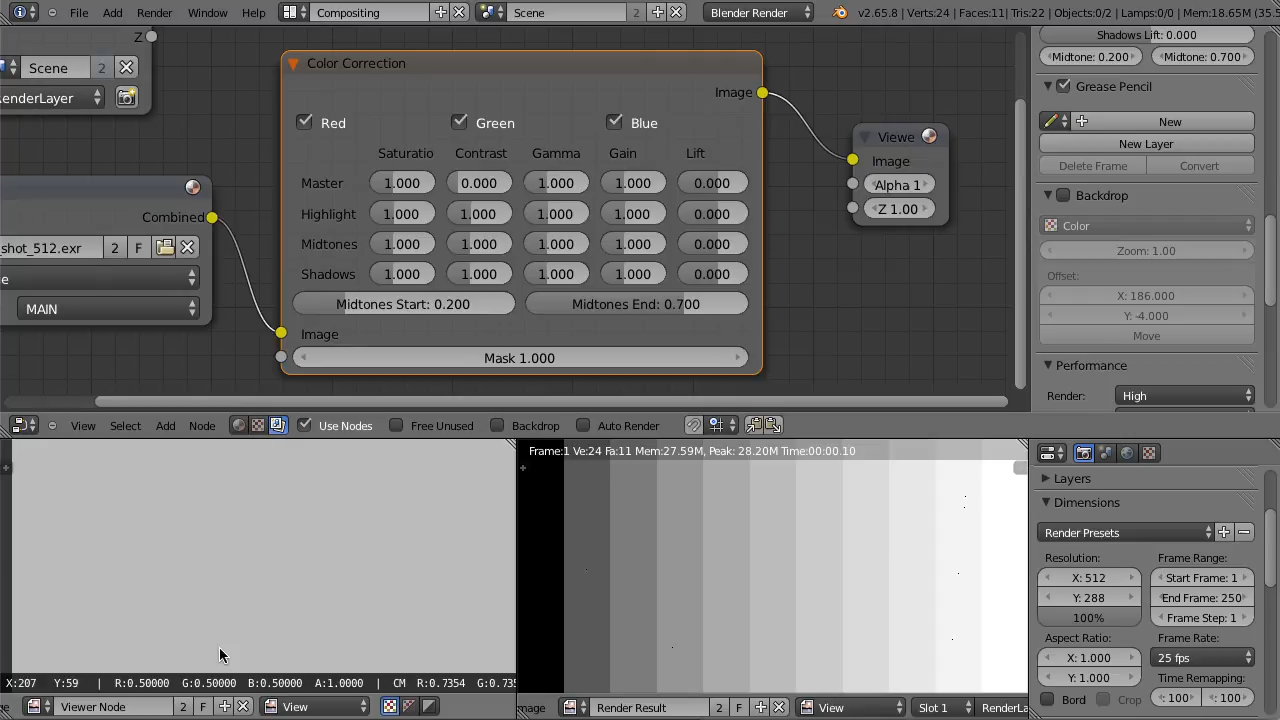 File Add Render Window Help Compositing Scene 2 Blender Render v2.65.8 | Verts:24 | Faces:11 | Tris:22 | Objects:0/2 | Lamps:0/0 | Mem:18.65M (35.5
Z
Scene 2
enderLayer
Color Correction
Image
Red Green Blue
Saturatio Contrast Gamma Gain Lift
Master 1.000 0.000 1.000 1.000 0.000
Highlight 1.000 1.000 1.000 1.000 0.000
Midtones 1.000 1.000 1.000 1.000 0.000
Shadows 1.000 1.000 1.000 1.000 0.000
Midtones Start: 0.200 Midtones End: 0.700
Image
Mask 1.000
Combined
shot_512.exr 2 F
e
MAIN
Viewe
Image
Alpha 1
Z 1.00
Shadows Lift: 0.000
Midtone: 0.200 Midtone: 0.700
Grease Pencil
New
New Layer
Delete Frame Convert
Backdrop
Color
Zoom: 1.00
Offset:
X: 186.000
Y: -4.000
Move
Performance
Render: High
View Select Add Node Use Nodes Free Unused Backdrop Auto Render
Frame:1 Ve:24 Fa:11 Mem:27.59M, Peak: 28.20M Time:00:00.10
X:207 Y:59 | R:0.50000 G:0.50000 B:0.50000 A:1.0000 | CM R:0.7354 G:0.735
ge Viewer Node 2 F View
mage Render Result 2 F View Slot 1 RenderLa
Layers
Dimensions
Render Presets
Resolution: Frame Range:
X: 512 Start Frame: 1
Y: 288 End Frame: 250
100% Frame Step: 1
Aspect Ratio: Frame Rate:
X: 1.000 25 fps
Y: 1.000 Time Remapping:
Bord Crop : 100 : 100